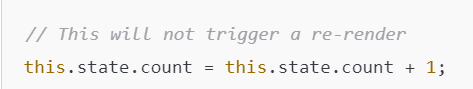 // This will not trigger a re-render
this.state.count = this.state.count + 1;